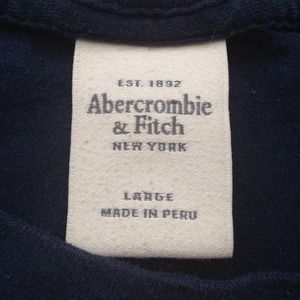 EST. 1892
Abercrombie
& Fitch
NEW YORK
LARGE
MADE IN PERU